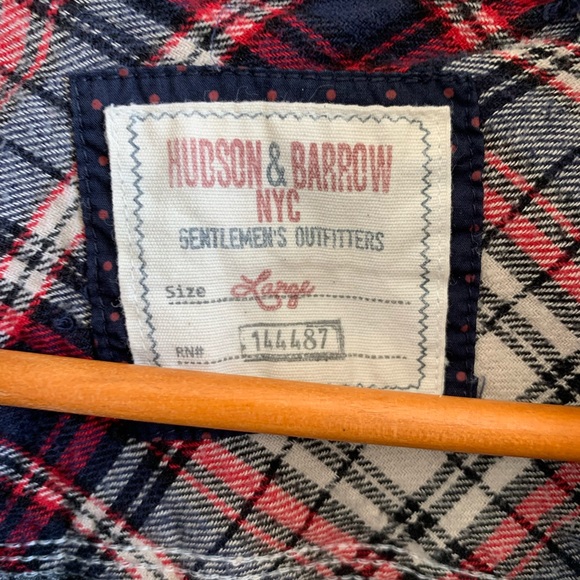 HUDSON & BARROW
NYC
GENTLEMEN'S OUTFITTERS
Size Large
RN# 144487